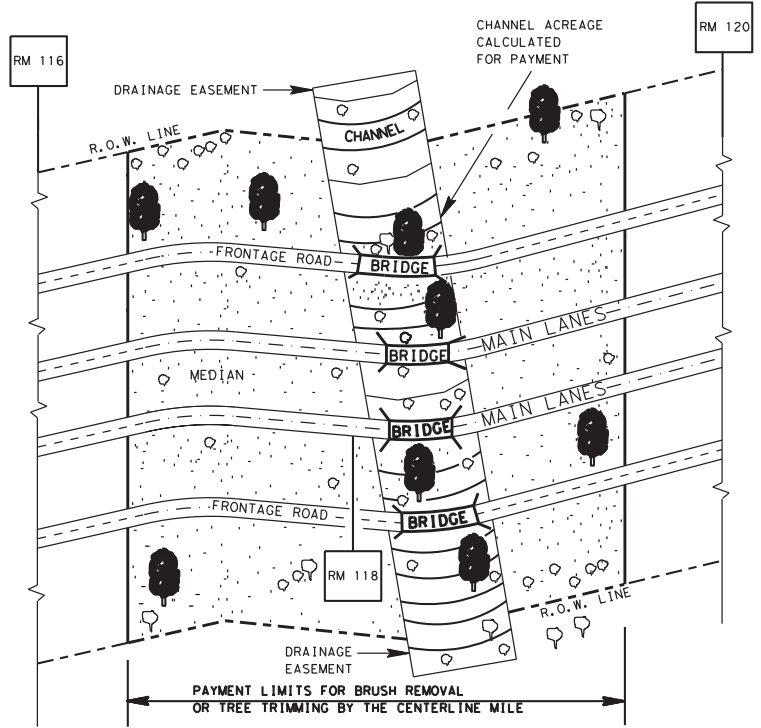 RM 116
CHANNEL ACREAGE
CALCULATED
FOR PAYMENT
RM 120
DRAINAGE EASEMENT
R.O.W. LINE
CHANNEL
FRONTAGE ROAD
BRIDGE
MAIN LANES
BRIDGE
MEDIAN
MAIN LANES
BRIDGE
FRONTAGE ROAD
BRIDGE
RM 118
R.O.W. LINE
DRAINAGE
EASEMENT
PAYMENT LIMITS FOR BRUSH REMOVAL
OR TREE TRIMMING BY THE CENTERLINE MILE